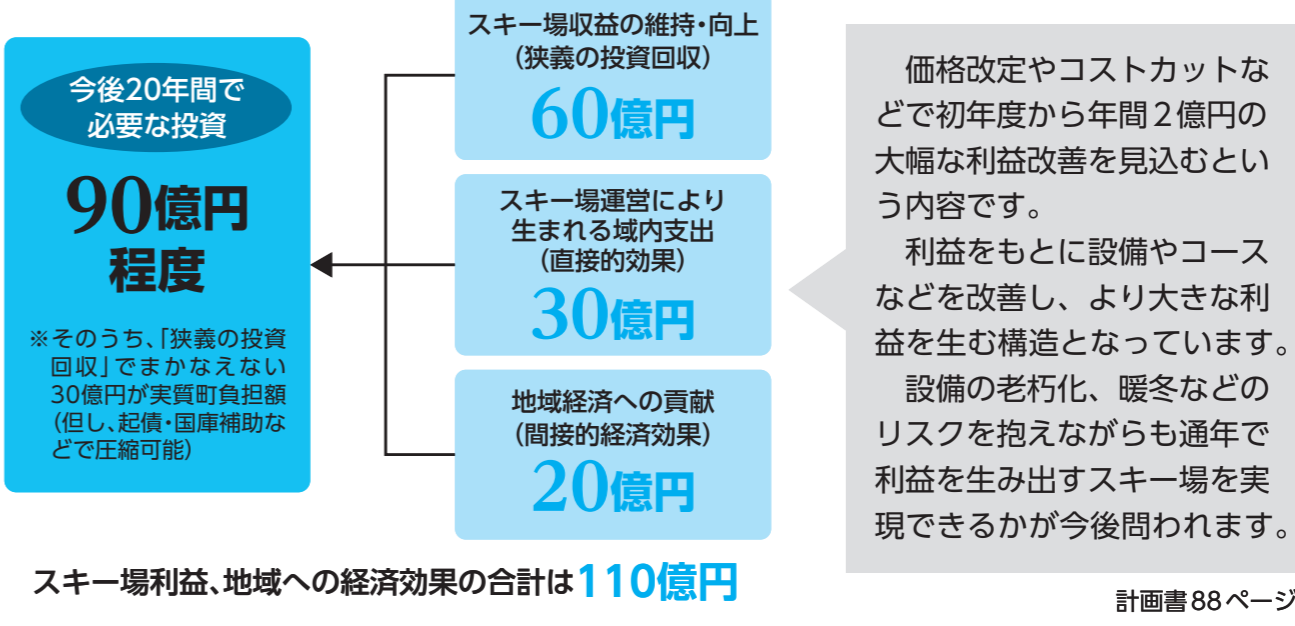 今後20年間で
必要な投資
90億円
程度
※そのうち、「狭義の投資
回収」でまかなえない
30億円が実質町負担額
(但し、起債・国庫補助な
どで圧縮可能)
スキー場収益の維持・向上
(狭義の投資回収)
60億円
スキー場運営により
生まれる域内支出
(直接的効果)
30億円
地域経済への貢献
(間接的経済効果)
20億円
スキー場利益、地域への経済効果の合計は110億円
価格改定やコストカットな
どで初年度から年間2億円の
大幅な利益改善を見込むとい
う内容です。
利益をもとに設備やコース
などを改善し、より大きな利
益を生む構造となっています。
設備の老朽化、暖冬などの
リスクを抱えながらも通年で
利益を生み出すスキー場を実
現できるかが今後問われます。
計画書88ページ